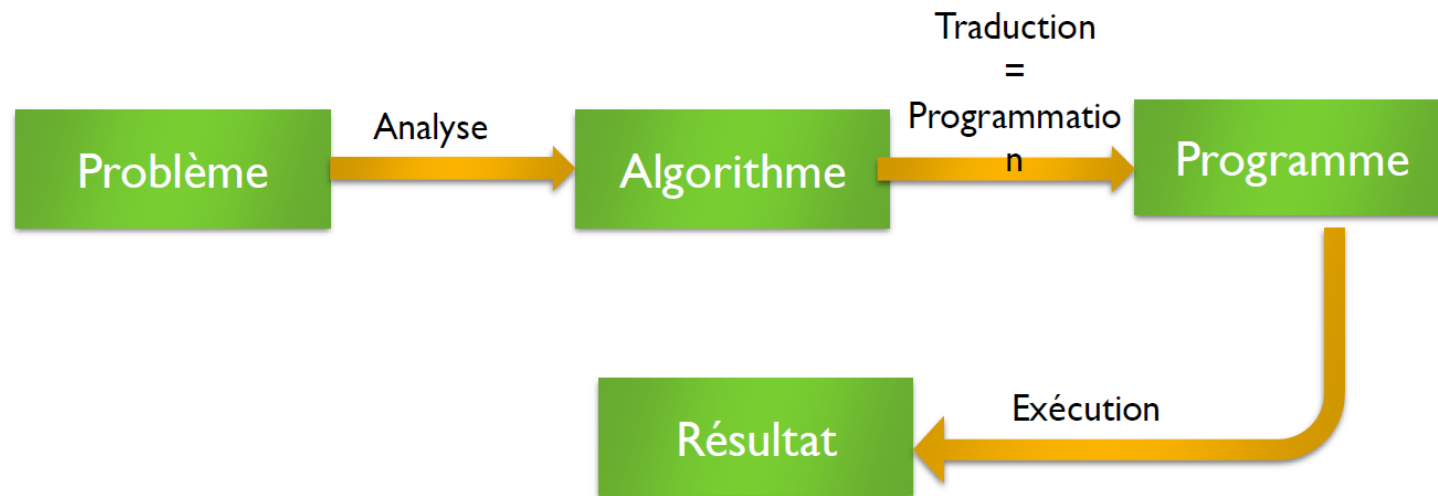 Problème
Analyse
Algorithme
Traduction
=
Programmatio
n
Programme
Exécution
Résultat